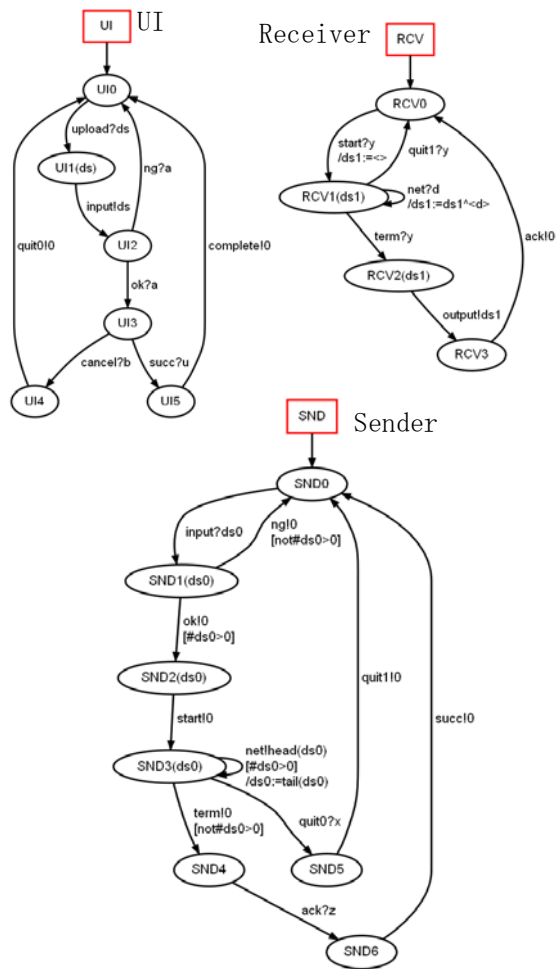 UI
UI
UI0
upload?ds
ng?a
UI1(ds)
input!ds
quit0!0
UI2
complete!0
ok?a
UI3
cancel?b
succ?u
UI4
UI5
Receiver
RCV
RCV0
start?y
/ds1:=<>
quit1?y
RCV1(ds1)
net?d
/ds1:=ds1^<d>
term?y
ack!0
RCV2(ds1)
output!ds1
RCV3
SND
Sender
SND0
input?ds0
ng!0
[not#ds0>0]
SND1(ds0)
ok!0
[#ds0>0]
SND2(ds0)
quit1!0
succ!0
start!0
net!head(ds0)
[#ds0>0]
/ds0:=tail(ds0)
SND3(ds0)
term!0
[not#ds0>0]
quit0?x
SND4
SND5
ack?z
SND6